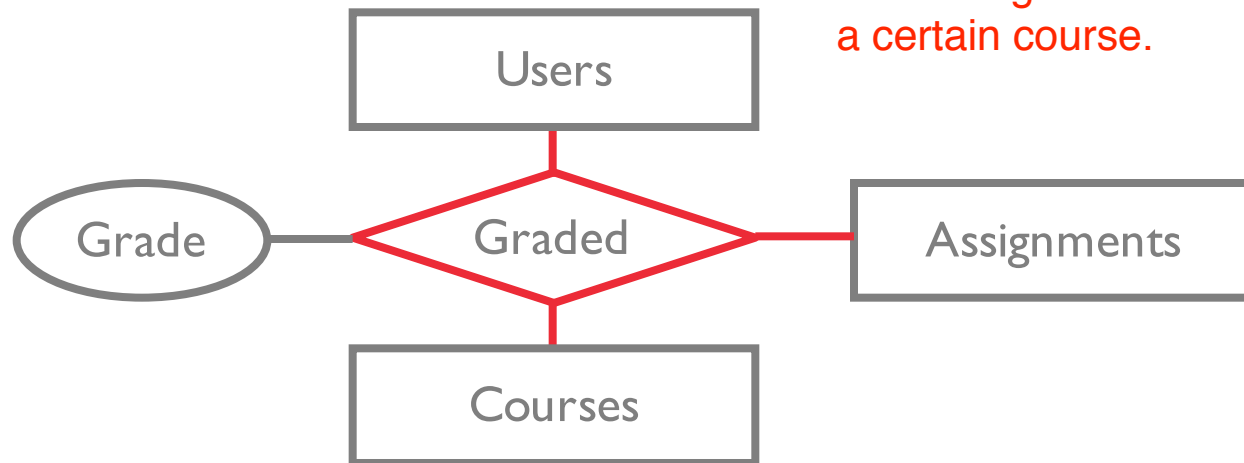 a certain course.
Users
Grade
Graded
Assignments
Courses